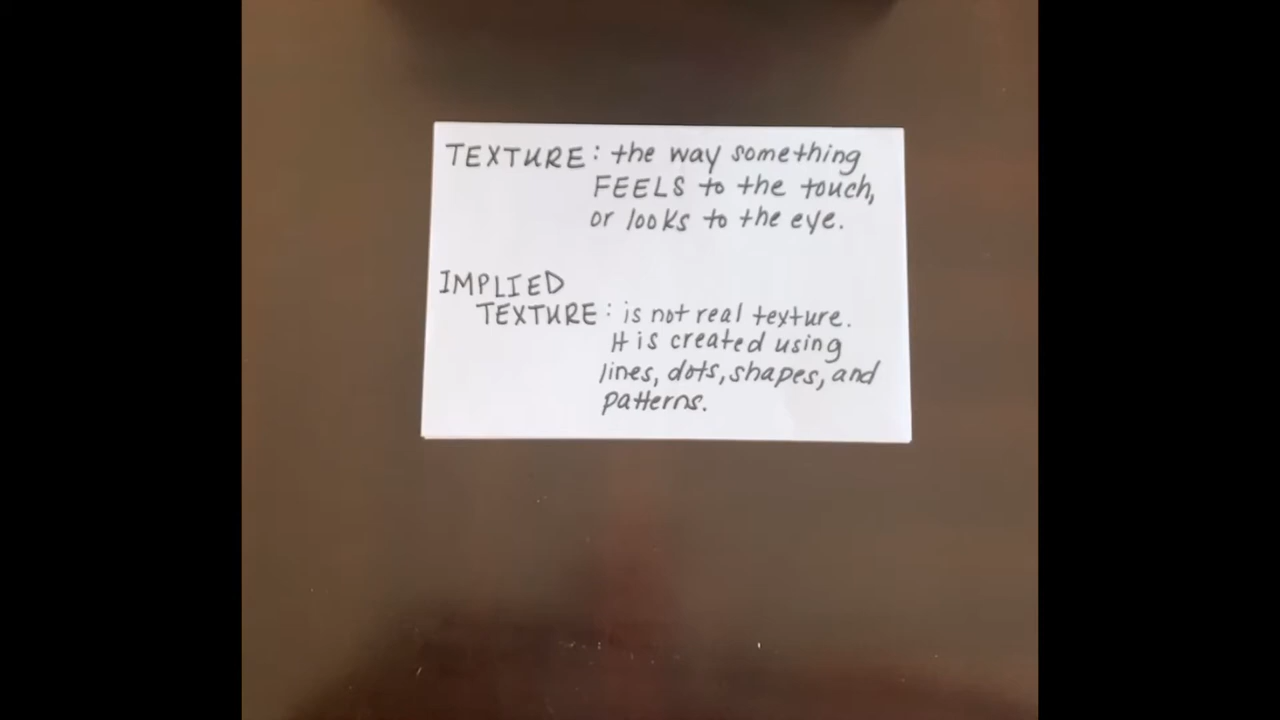 TEXTURE: the way something
FEELS to the touch,
or looks to the eye.
IMPLIED
TEXTURE: is not real texture.
It is created using
lines, dots, shapes, and
patterns.